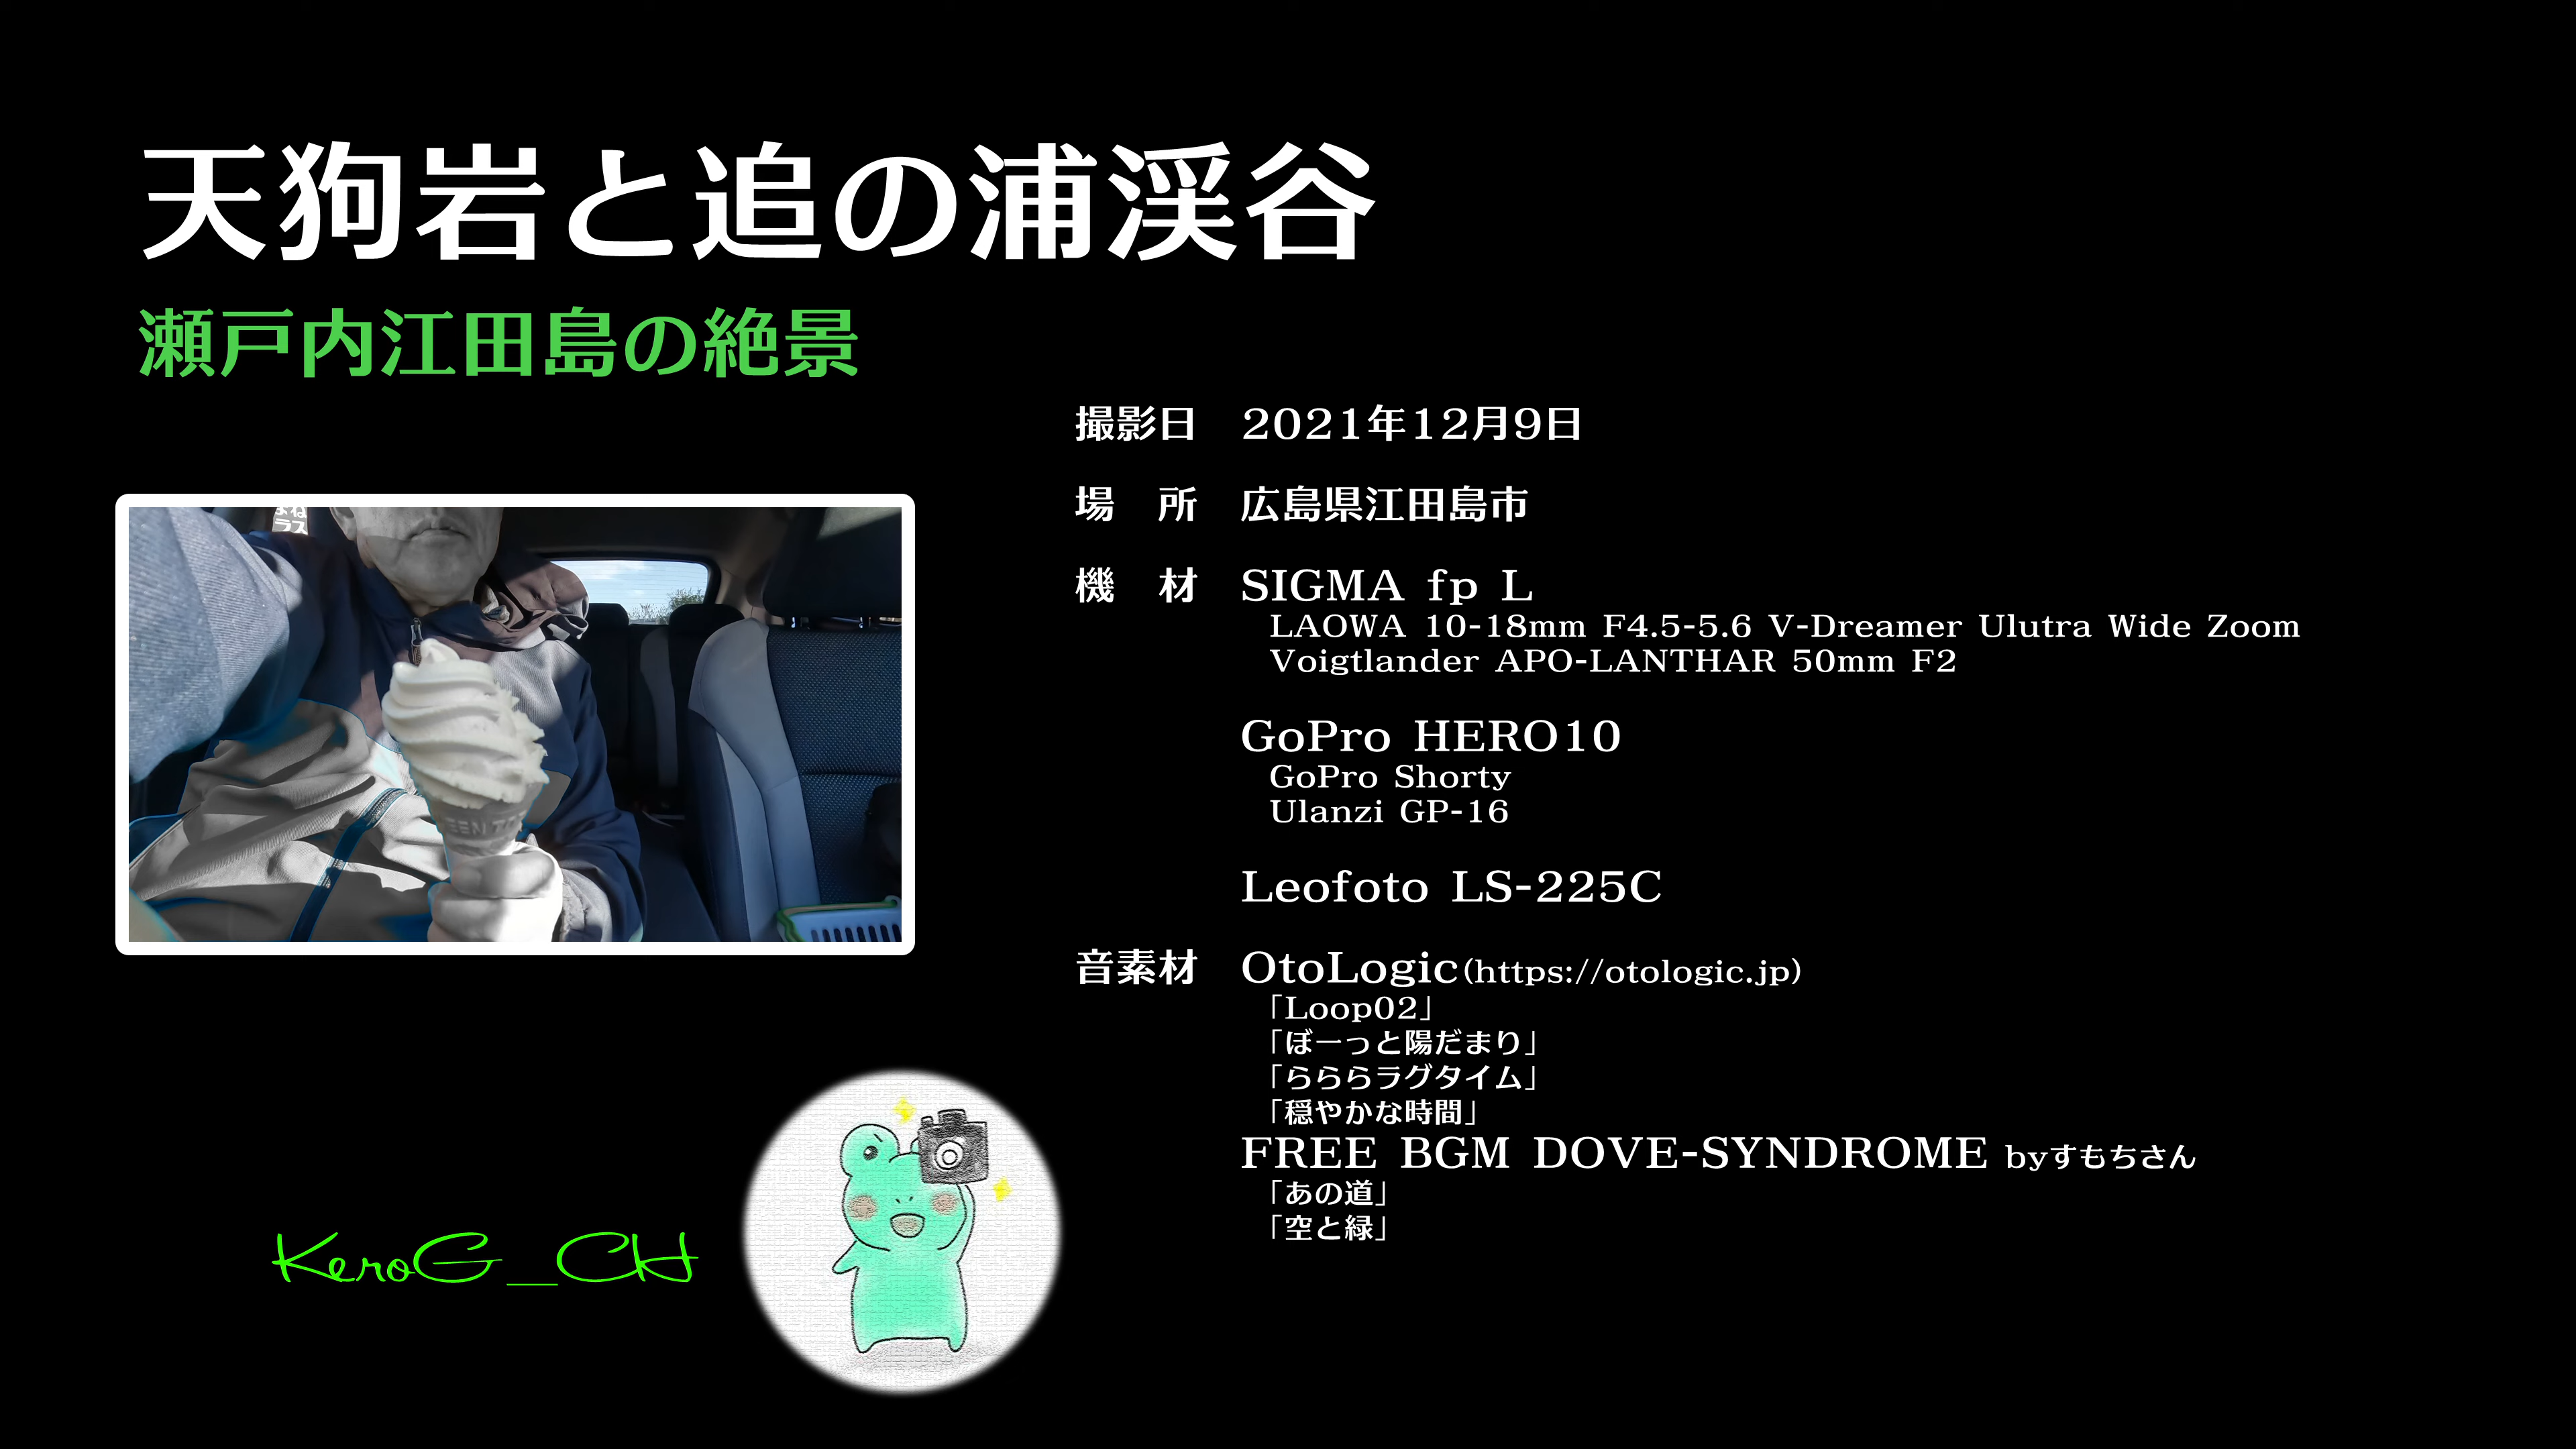 天狗岩と追の浦渓谷
瀬戸内江田島の絶景
撮影日 2021年12月9日
場 所 広島県江田島市
機 材 SIGMA fp L
LAOWA 10-18mm F4.5-5.6 V-Dreamer Ulutra Wide Zoom
Voigtlander APO-LANTHAR 50mm F2
GoPro HERO10
GoPro Shorty
Ulanzi GP-16
Leofoto LS-225C
音素材 OtoLogic(https://otologic.jp)
「Loop02」
「ぼーっと陽だまり」
「らららラグタイム」
「穏やかな時間」
FREE BGM DOVE-SYNDROME byすもちさん
「あの道」
「空と緑」
KeroG_CH